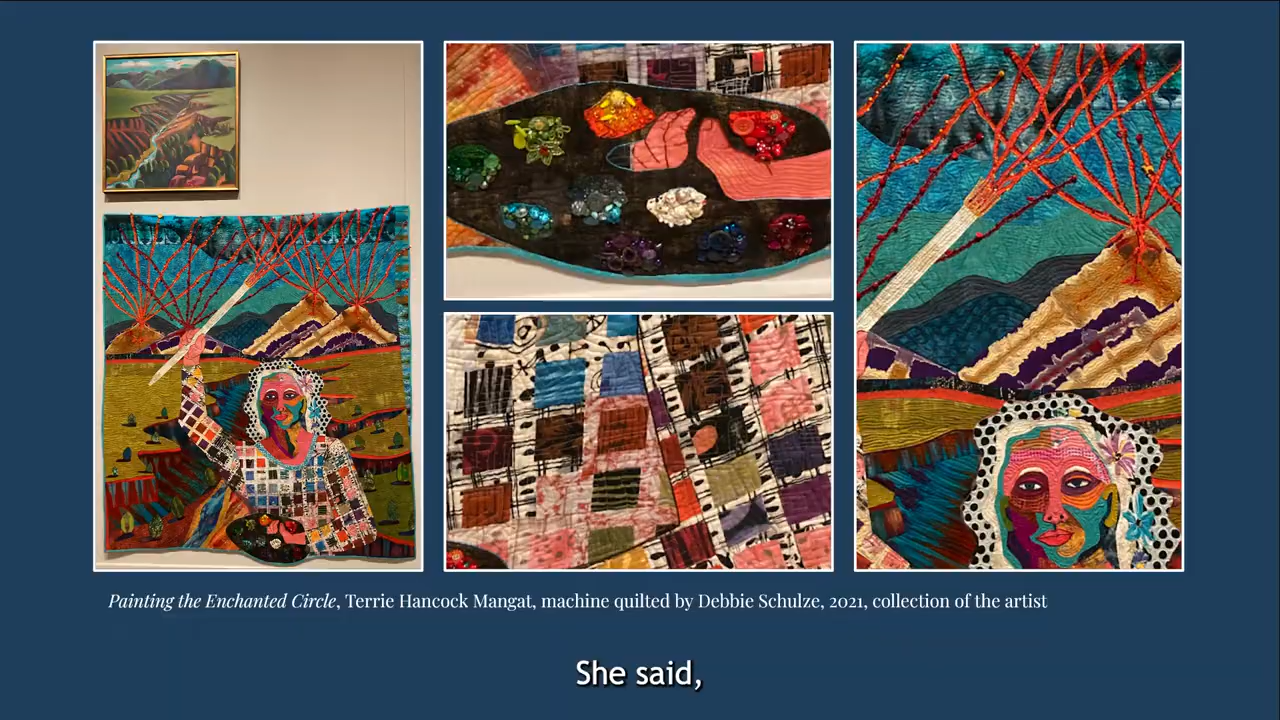 Painting the Enchanted Circle, Terrie Hancock Mangat, machine quilted by Debbie Schulze, 2021, collection of the artist
She said,